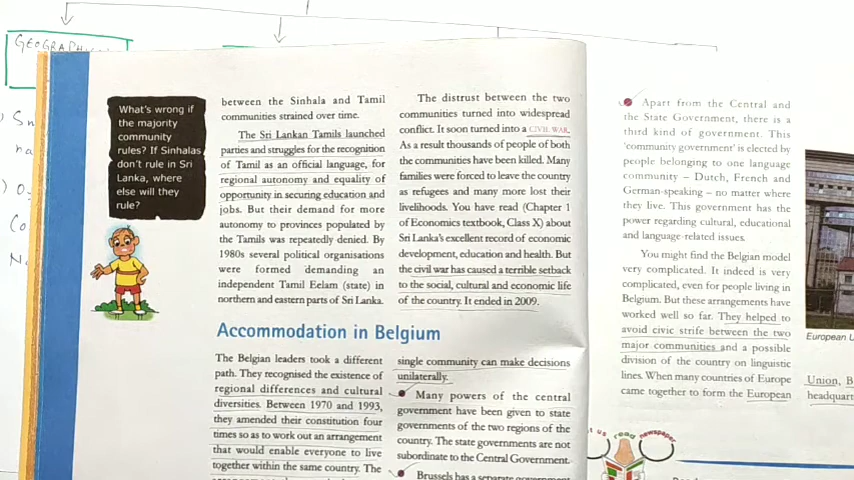 GEOGRAPHI
Sn
na
O
Co
N
What's wrong if
the majority
community
rules? If Sinhalas
don't rule in Sri
Lanka, where
else will they
rule?
between the Sinhala and Tamil
communities strained over time.
The Sri Lankan Tamils launched
parties and struggles for the recognition
of Tamil as an official language, for
regional autonomy and equality of
opportunity in securing education and
jobs. But their demand for more
autonomy to provinces populated by
the Tamils was repeatedly denied. By
1980s several political organisations
were formed demanding an
independent Tamil Eelam (state) in
northern and eastern parts of Sri Lanka.
The distrust between the two
communities turned into widespread
conflict. It soon turned into a CIVIL WAR.
As a result thousands of people of both
the communities have been killed. Many
families were forced to leave the country
as refugees and many more lost their
livelihoods. You have read (Chapter 1
of Economics textbook, Class X) about
Sri Lanka's excellent record of economic
development, education and health. But
the civil war has caused a terrible setback
to the social, cultural and economic life
of the country. It ended in 2009.
Accommodation in Belgium
The Belgian leaders took a different
path. They recognised the existence of
regional differences and cultural
diversities. Between 1970 and 1993,
they amended their constitution four
times so as to work out an arrangement
that would enable everyone to live
together within the same country. The
single community can make decisions
unilaterally.
Many powers of the central
government have been given to state
governments of the two regions of the
country. The state governments are not
subordinate to the Central Government.
Brussels has a separate government
Apart from the Central and
the State Government, there is a
third kind of government. This
'community government' is elected by
people belonging to one language
community – Dutch, French and
German-speaking – no matter where
they live. This government has the
power regarding cultural, educational
and language-related issues.
You might find the Belgian model
very complicated. It indeed is very
complicated, even for people living in
Belgium. But these arrangements have
worked well so far. They helped to
avoid civic strife between the two
major communities and a possible
division of the country on linguistic
lines. When many countries of Europe
came together to form the European
European U
Union, B
headquart
us read newspaper